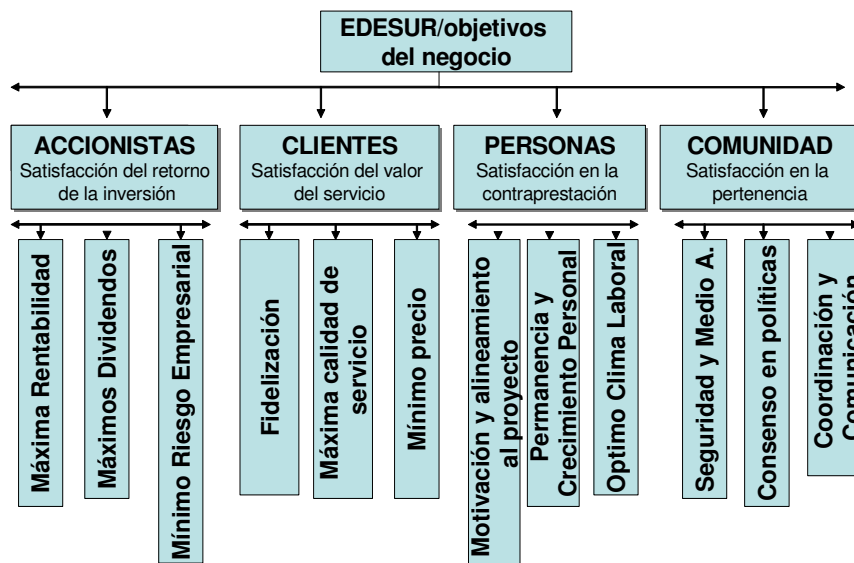 EDESUR/objetivos
del negocio
ACCIONISTAS
Satisfacción del retorno
de la inversión
CLIENTES
Satisfacción del valor
del servicio
PERSONAS
Satisfacción en la
contraprestación
COMUNIDAD
Satisfacción en la
pertenencia
Máxima Rentabilidad
Máximos Dividendos
Mínimo Riesgo Empresarial
Fidelización
Máxima calidad de
servicio
Mínimo precio
Motivación y alineamiento
al proyecto
Permanencia y
Crecimiento Personal
Optimo Clima Laboral
Seguridad y Medio A.
Consenso en políticas
Coordinación y
Comunicación